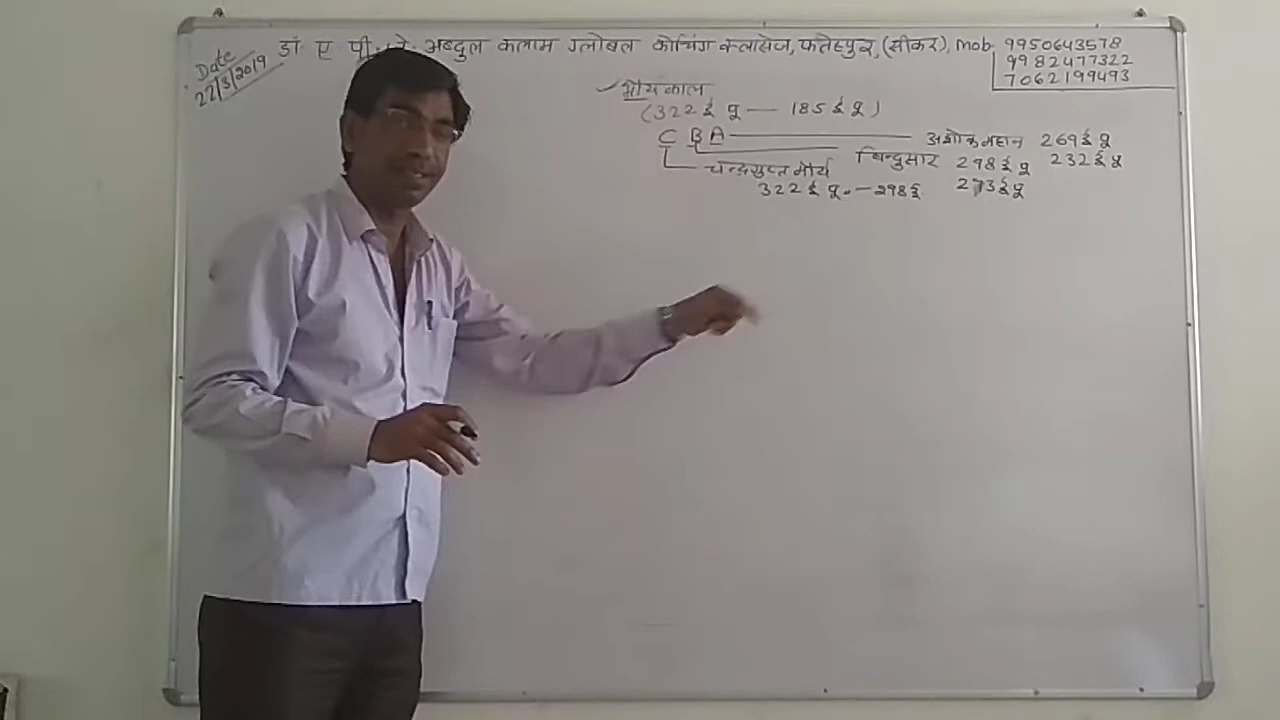 Date
22/3/2019
डॉ ए पी जे अब्दुल कलाम ग्लोबल कोचिंग क्लासेज, फतेहपुर, (सीकर), Mob. 9950643578
9982477322
7062199493
मौर्य काल
(322 ई पू — 185 ई पू)
C B A — अशोक महान 269 ई पू
बिन्दुसार 298 ई पू 232 ई पू
चन्द्रगुप्त मौर्य
322 ई पू. — 298 ई 273 ई पू